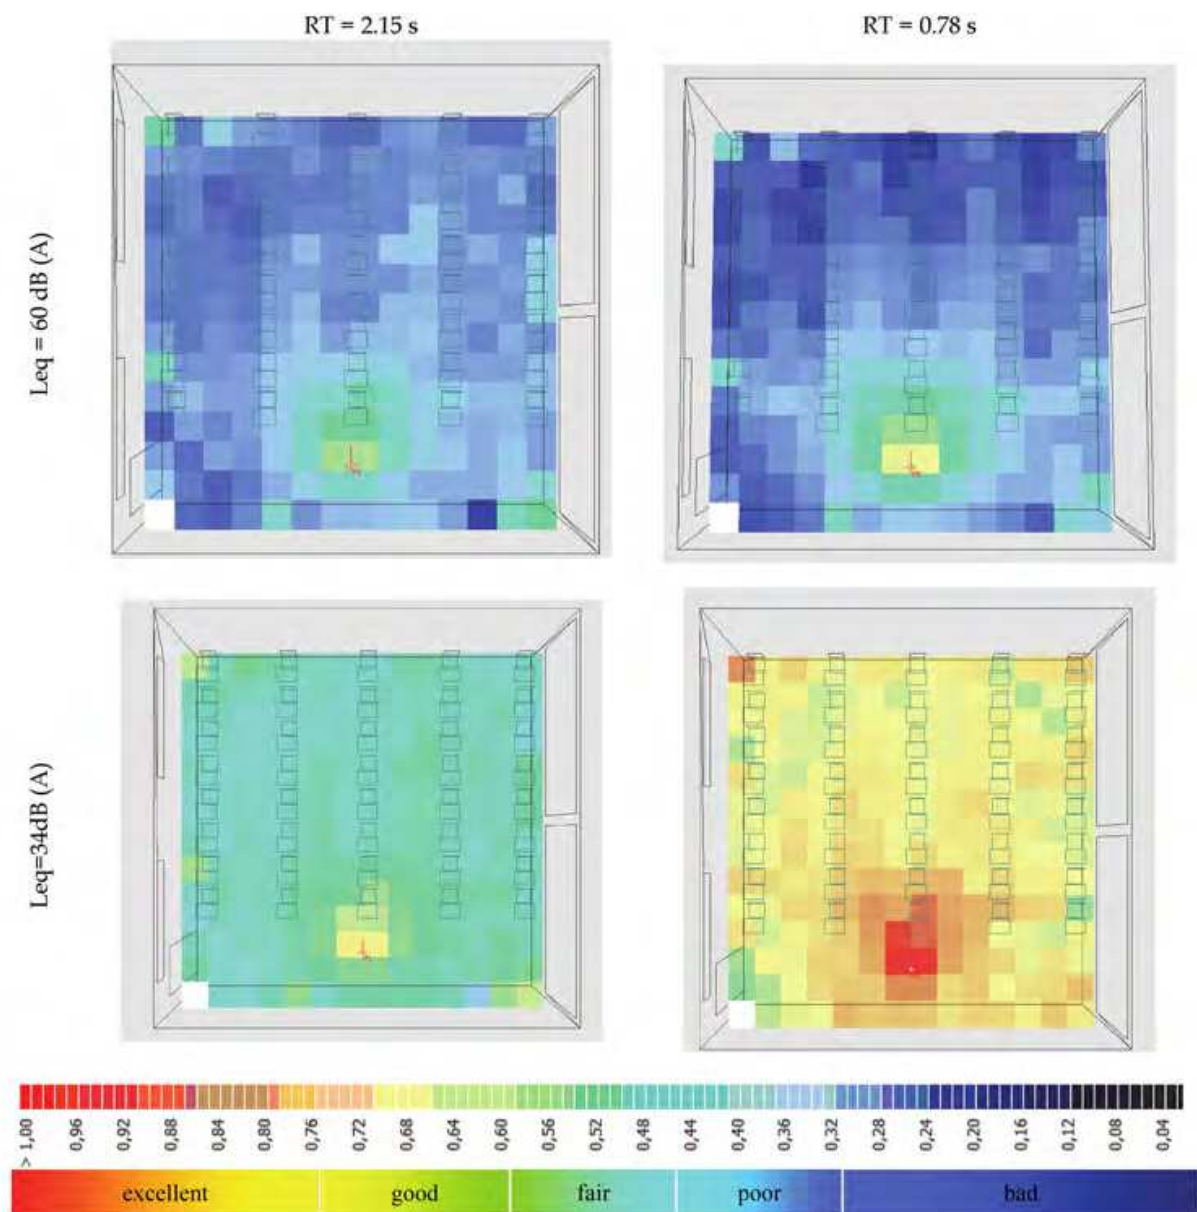 RT = 2.15 s
RT = 0.78 s
Leq = 60 dB (A)
Leq=34dB (A)
> 1,00
0,96
0,92
0,88
0,84
0,80
0,76
0,72
0,68
0,64
0,60
0,56
0,52
0,48
0,44
0,40
0,36
0,32
0,28
0,24
0,20
0,16
0,12
0,08
0,04
excellent
good
fair
poor
bad